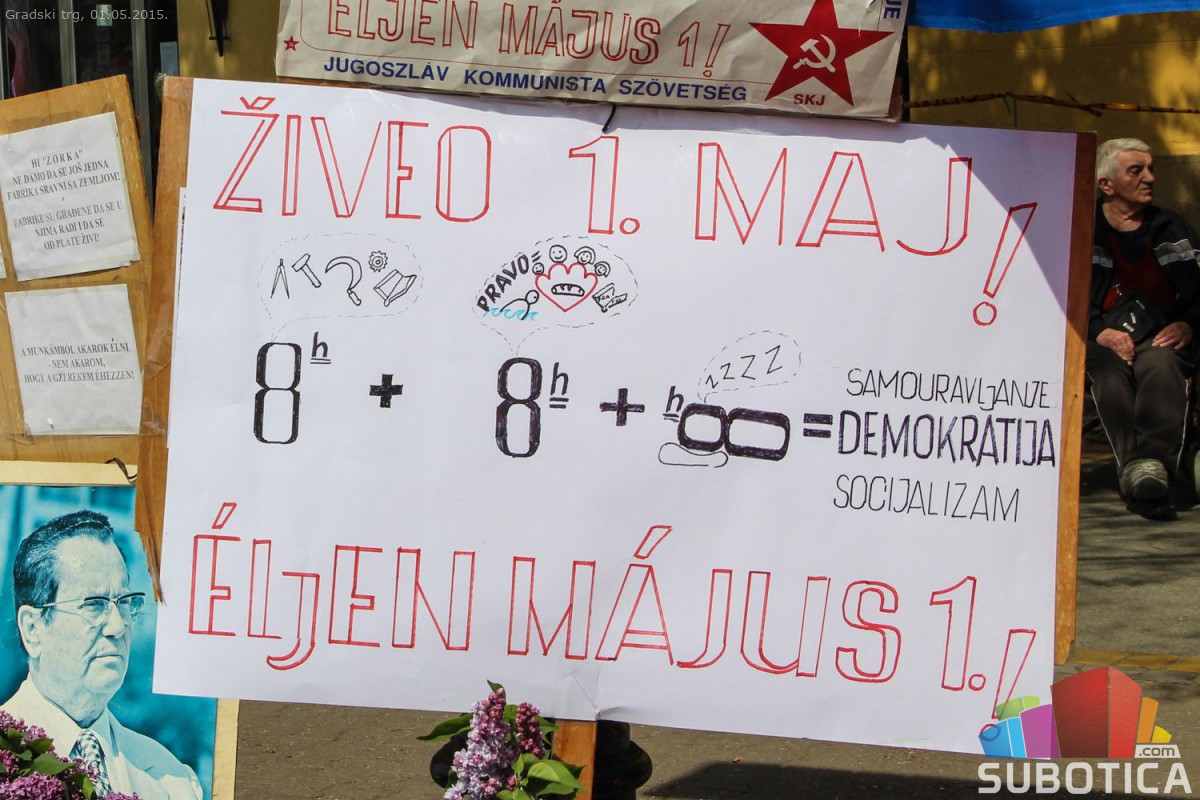 Gradski trg, 01.05.2015.
ÉLJEN MÁJUS 1!
JUGOSZLÁV KOMMUNISTA SZÖVETSÉG
SKJ
HI "ZORKA"
NE DAMO DA SE JOŠ JEDNA
FABRIKA SRAVNI SA ZEMLJOM!
FABRIKE SU GRAĐENE DA SE U
NJIMA RADI I DA SE
OD PLATE ŽIVI!
A MUNKÁMBÓL AKAROK ÉLNI
- NEM AKAROM,
HOGY A GYEREKEM ÉHEZZEN!
ŽIVEO 1. MAJ!
PRAVO=
zZZZ
8h + 8h + h8 =
SAMOURAVLJANJE
DEMOKRATIJA
SOCIJALIZAM
ÉLJEN MÁJUS 1.!
SUBOTICA.com